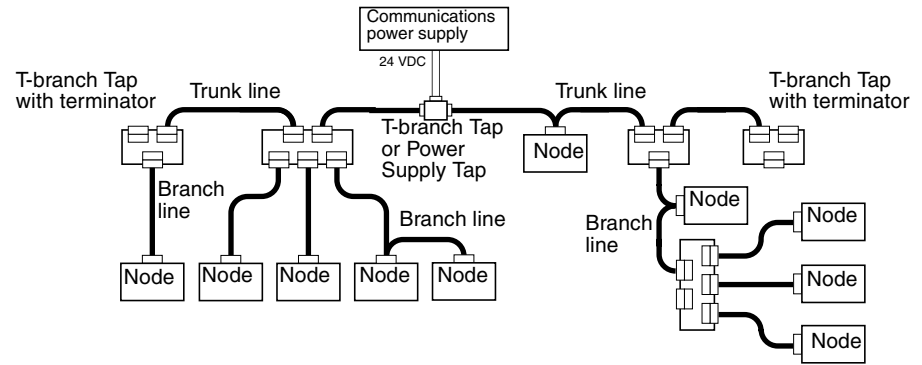 Communications
power supply
24 VDC
T-branch Tap
with terminator
Trunk line
Trunk line
T-branch Tap
with terminator
T-branch Tap
or Power
Supply Tap
Node
Branch
line
Branch line
Node
Branch
line
Node
Node
Node
Node
Node
Node
Node
Node